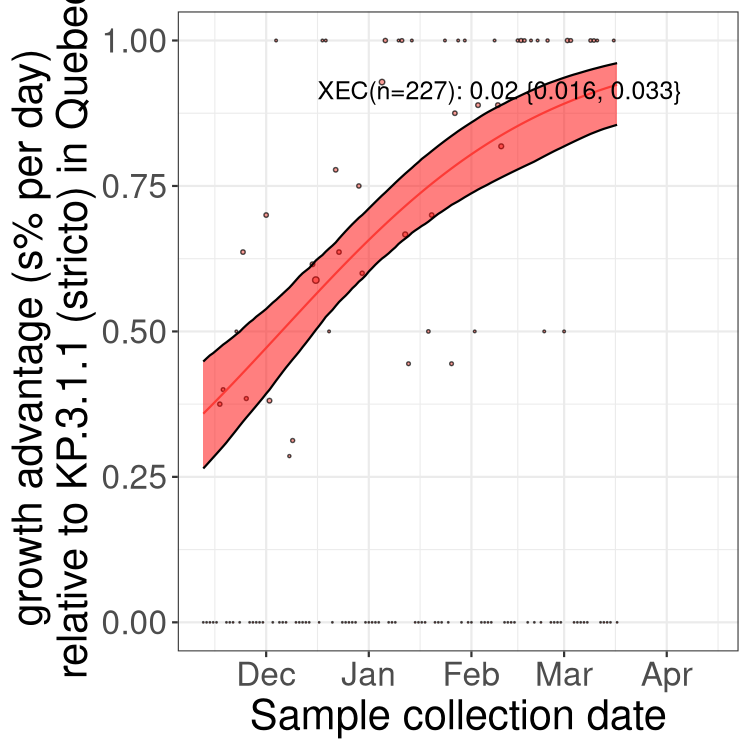 growth advantage (s% per day)
relative to KP.3.1.1 (stricto) in Quebec
1.00
0.75
0.50
0.25
0.00
XEC(n=227): 0.02 {0.016, 0.033}
Dec Jan Feb Mar Apr
Sample collection date